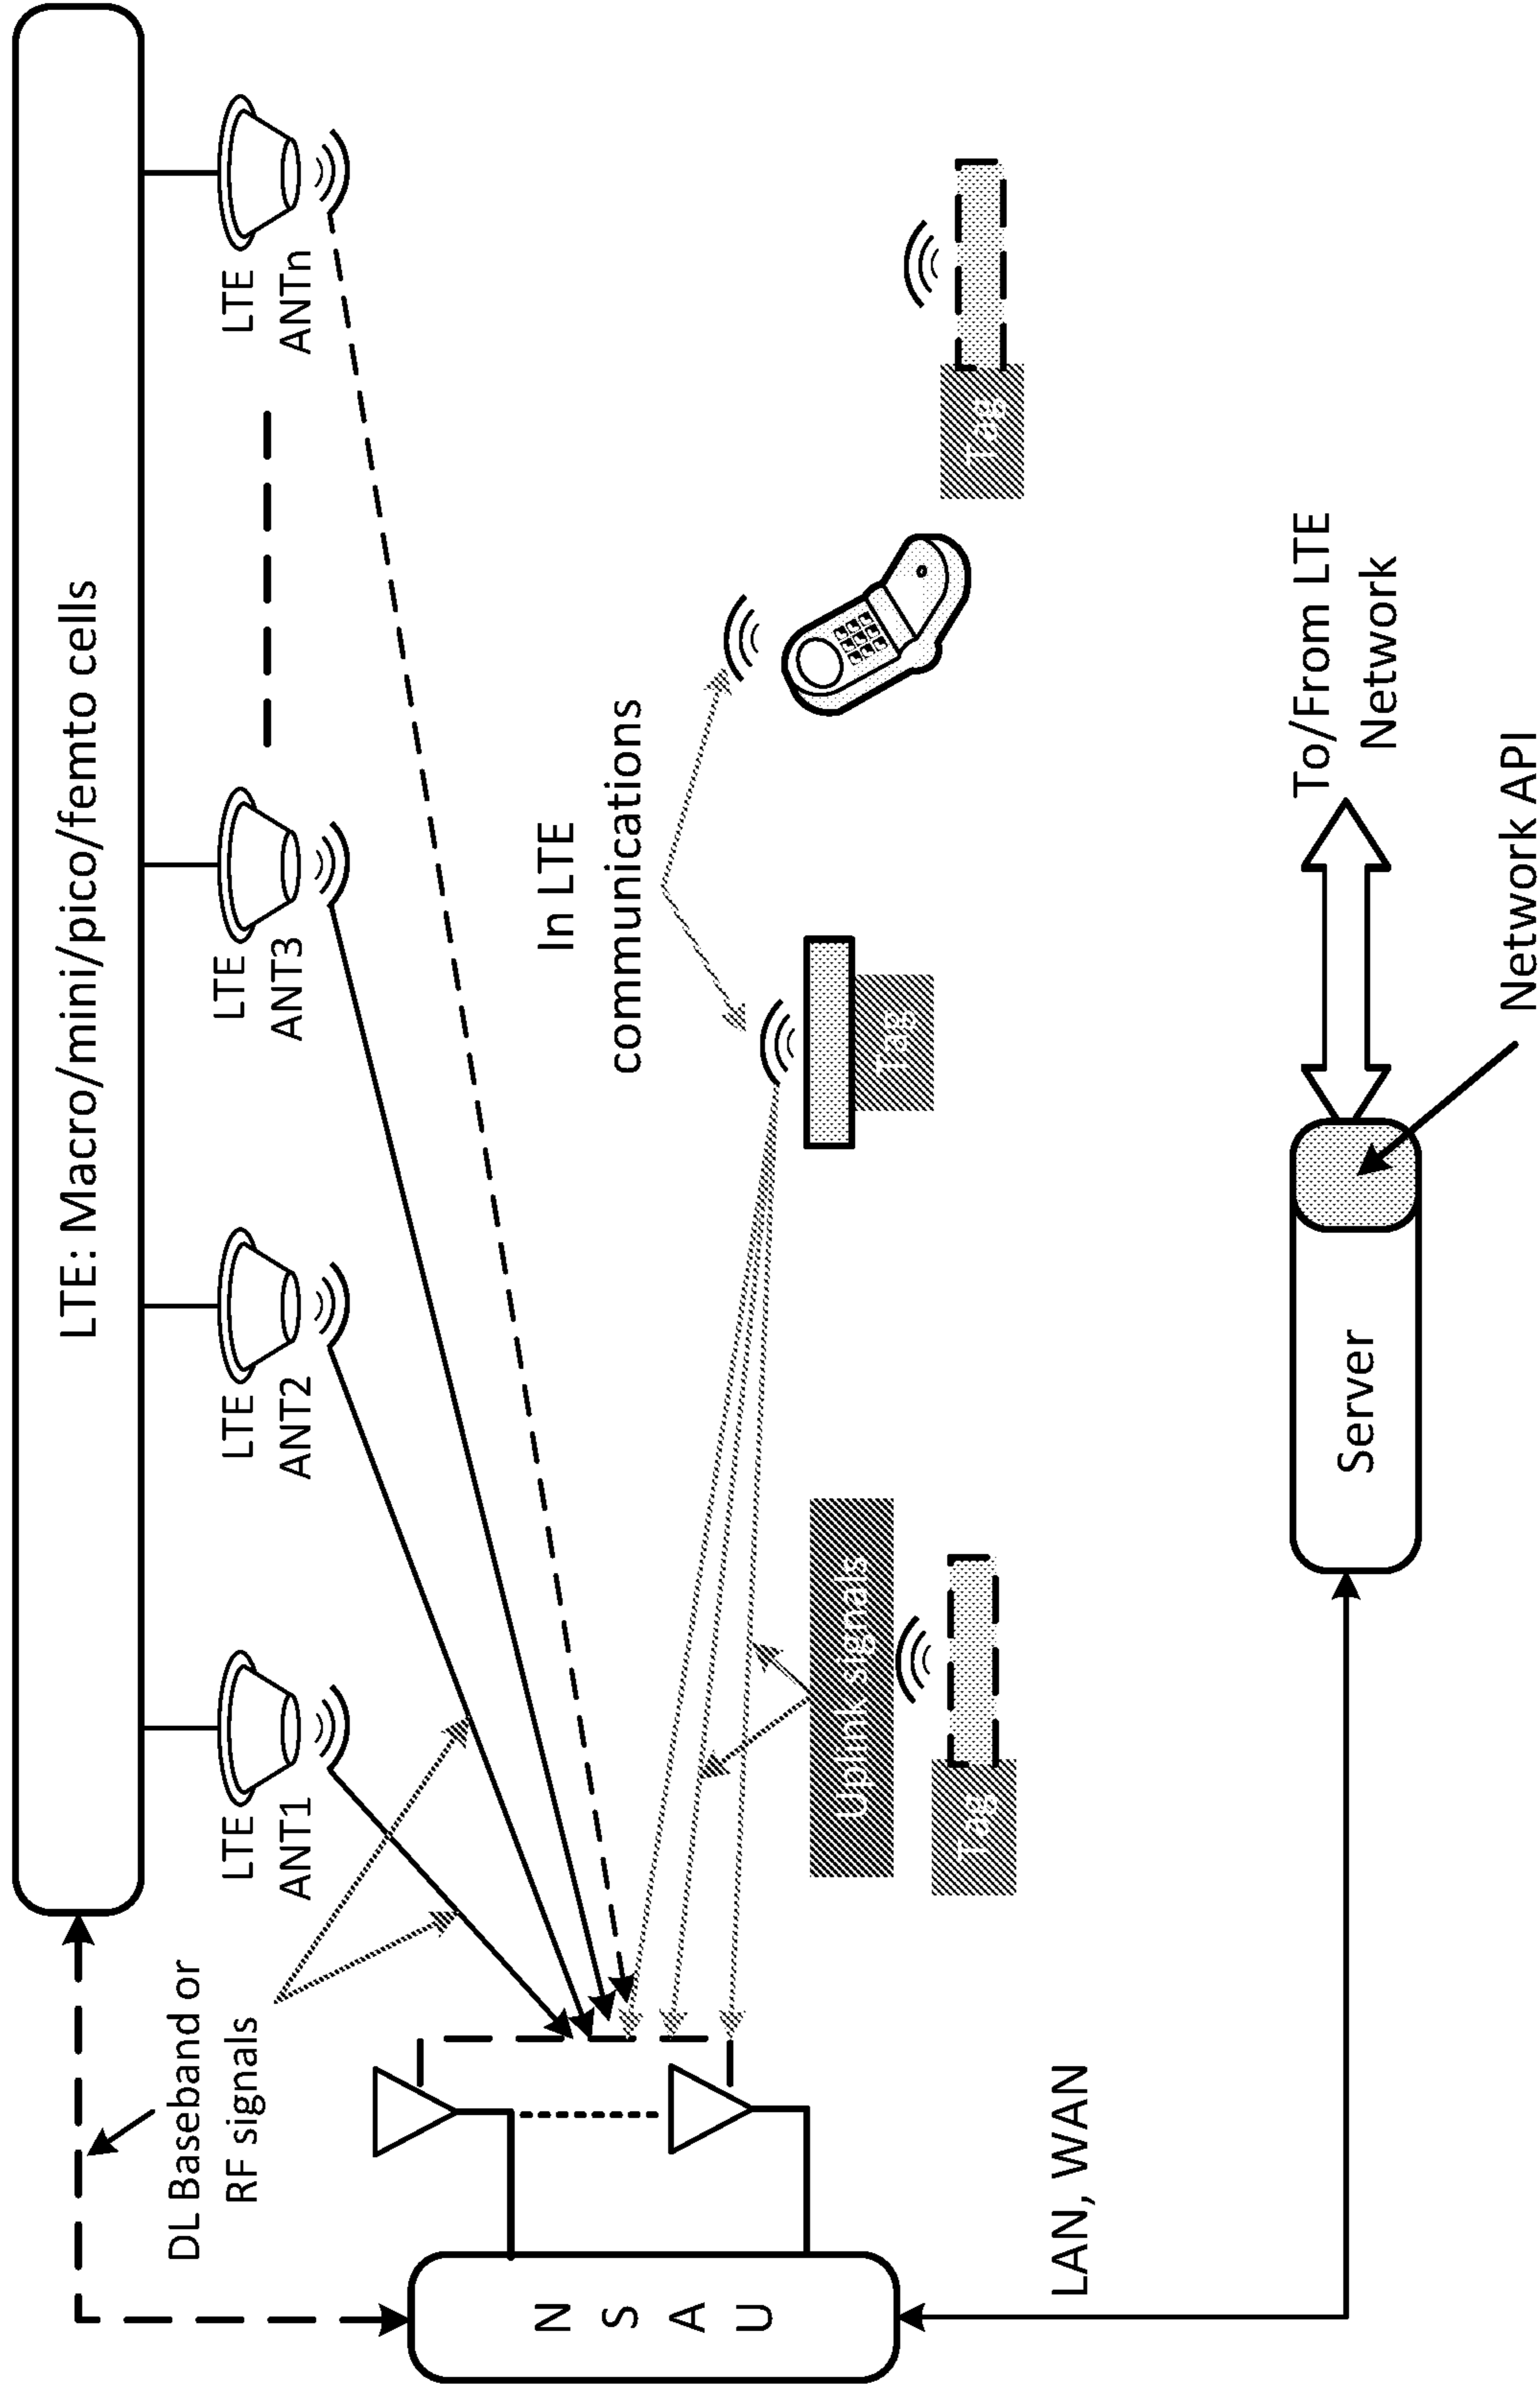 LTE: Macro/mini/pico/femto cells
DL Baseband or
RF signals
LTE
ANT1
LTE
ANT2
LTE
ANT3
LTE
ANTn
N
S
A
U
In LTE
communications
Uplink signals
Tag
Tag
Tag
LAN, WAN
Server
To/From LTE
Network
Network API